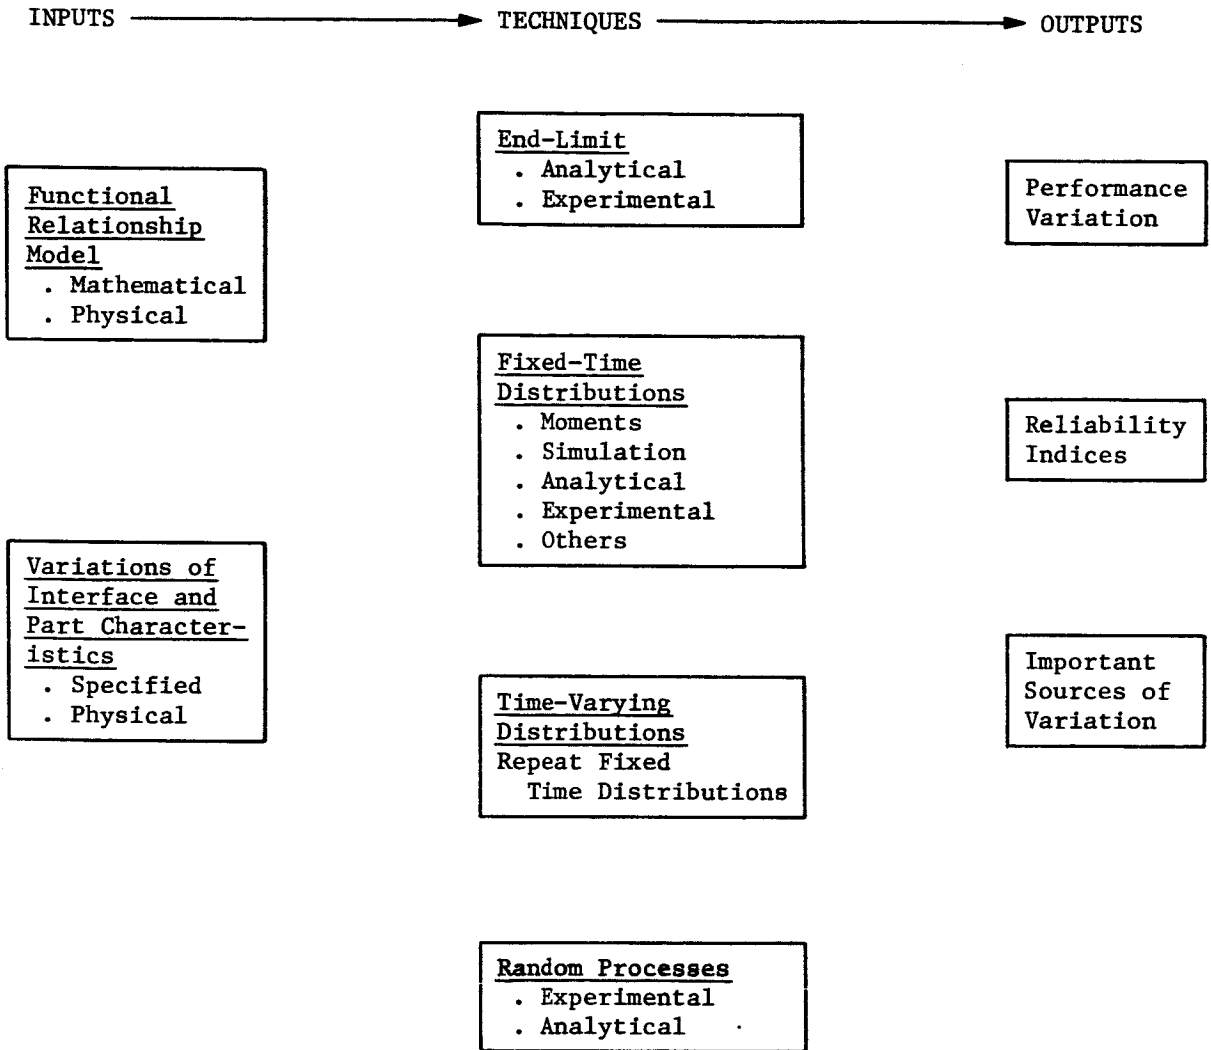 INPUTS TECHNIQUES OUTPUTS
Functional
Relationship
Model
. Mathematical
. Physical
Variations of
Interface and
Part Character-
istics
. Specified
. Physical
End-Limit
. Analytical
. Experimental
Fixed-Time
Distributions
. Moments
. Simulation
. Analytical
. Experimental
. Others
Time-Varying
Distributions
Repeat Fixed
Time Distributions
Random Processes
. Experimental
. Analytical
Performance
Variation
Reliability
Indices
Important
Sources of
Variation